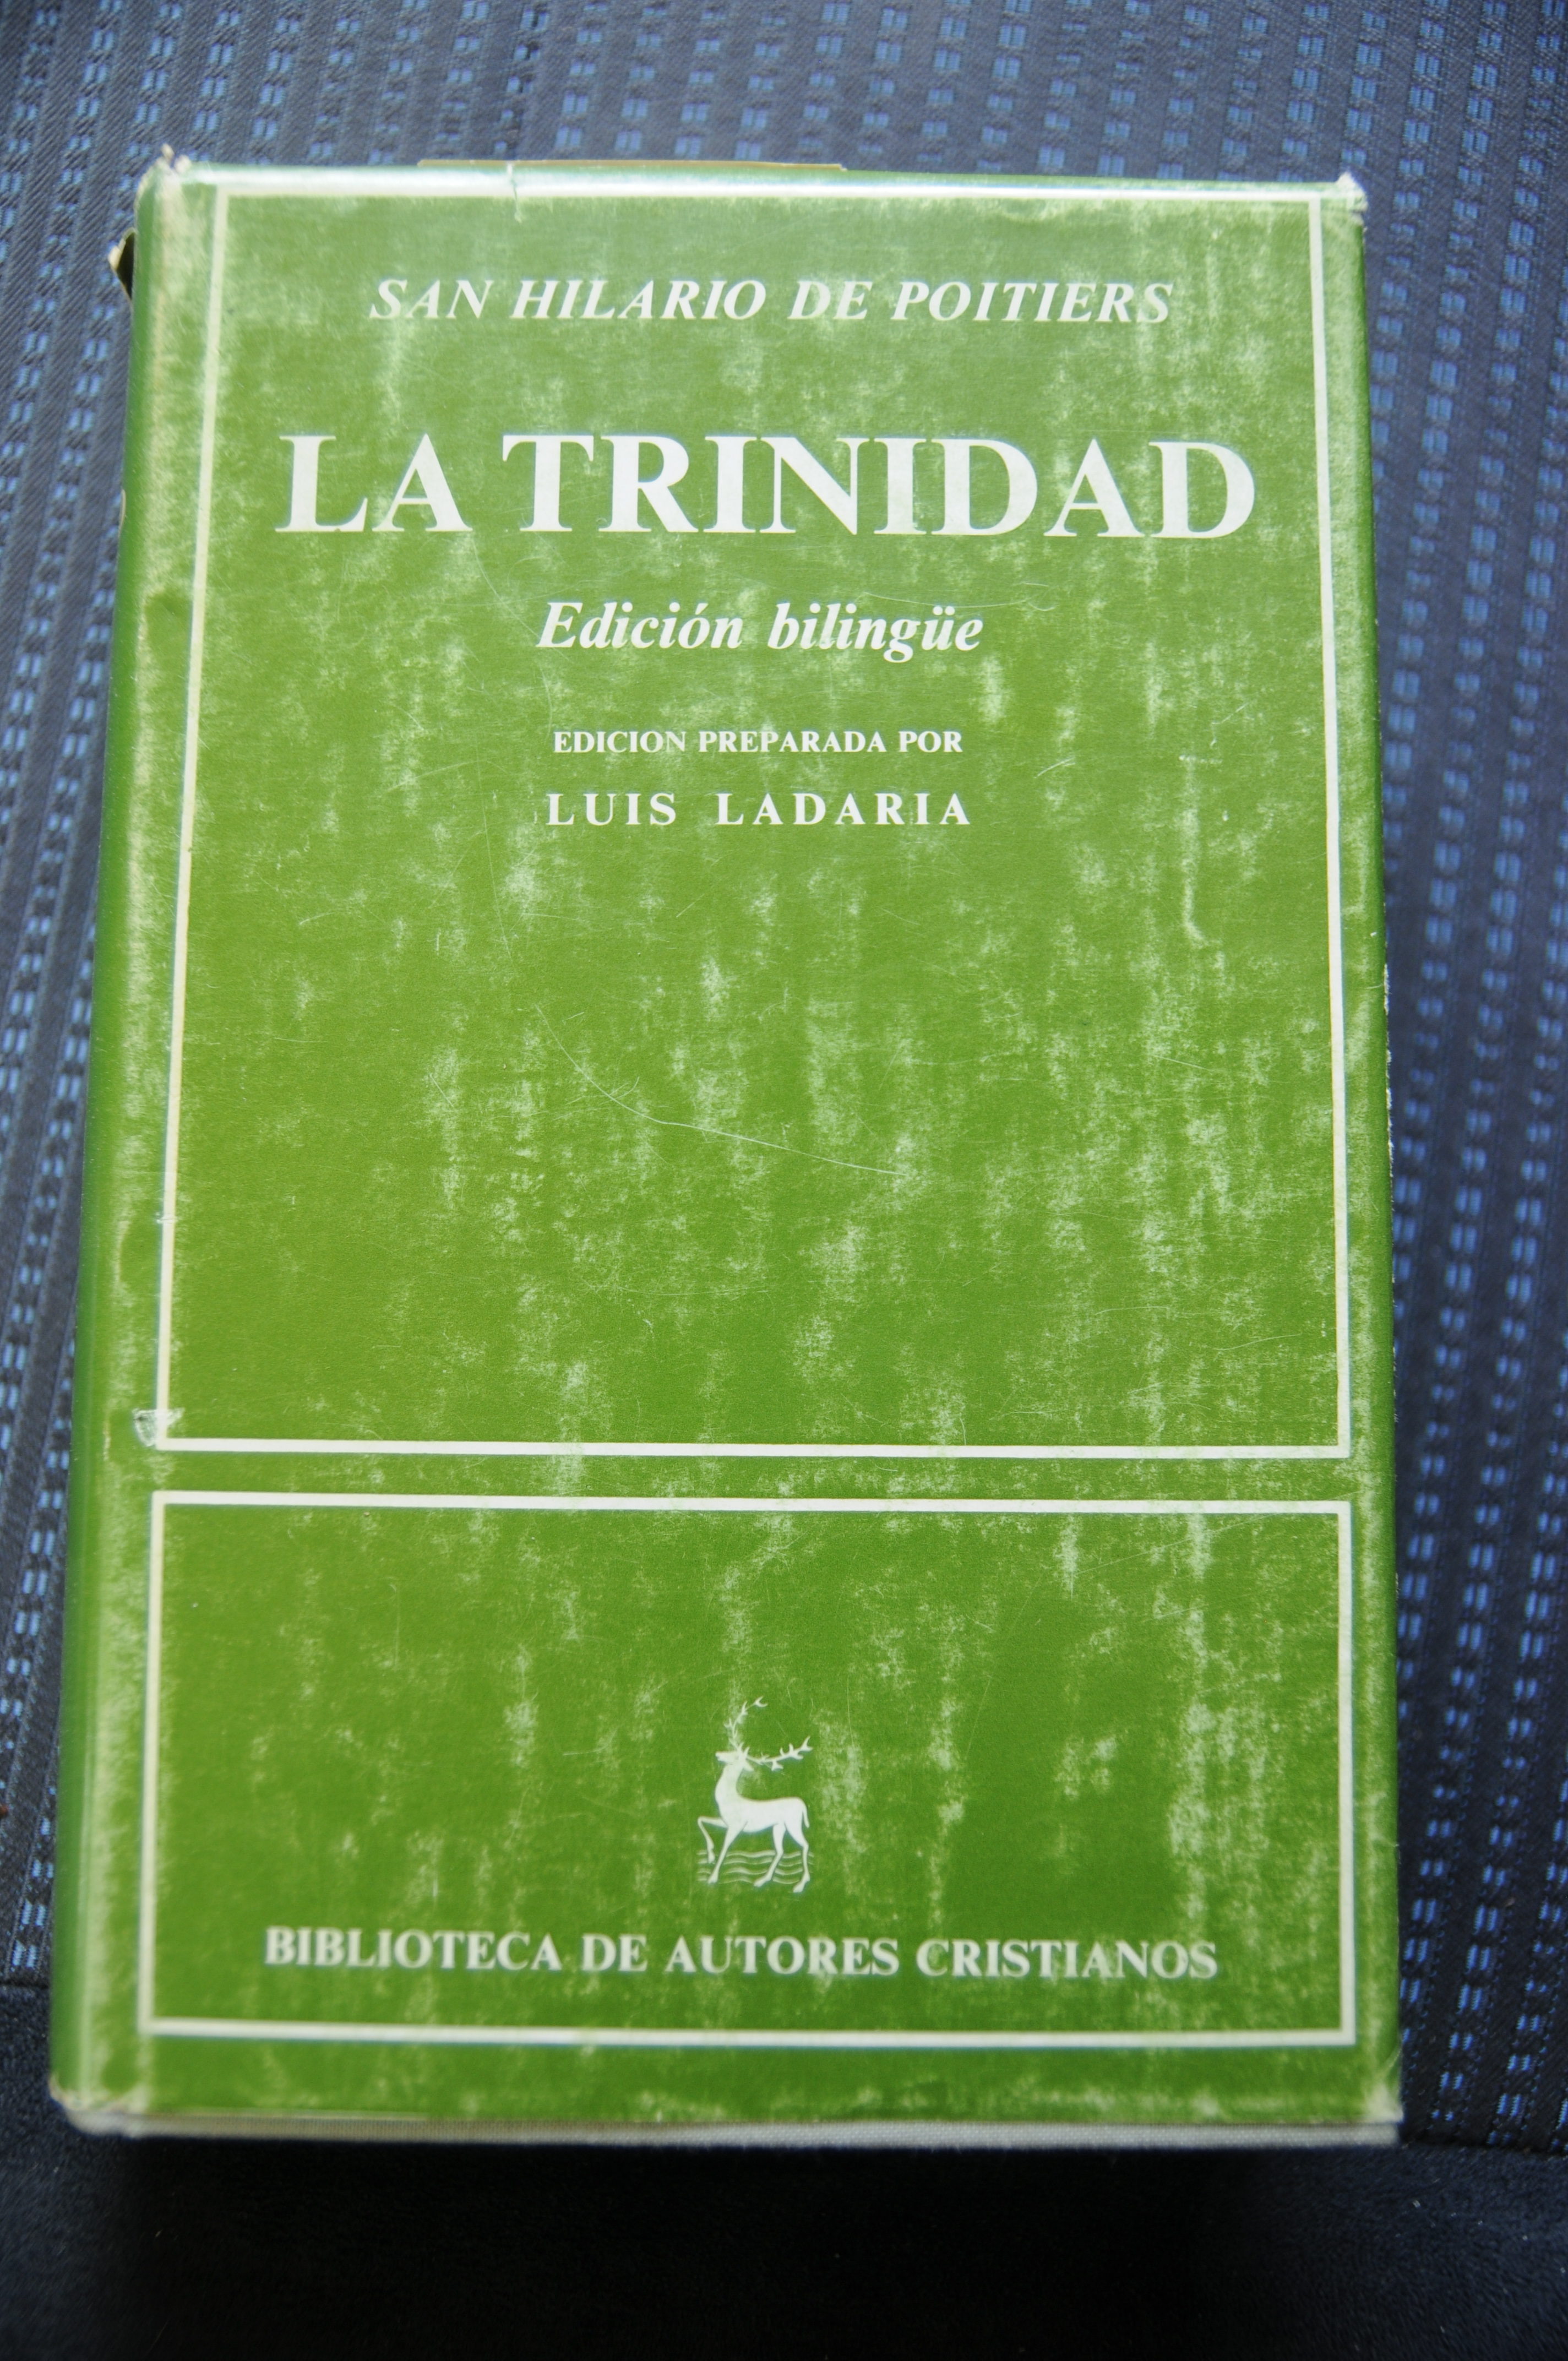 SAN HILARIO DE POITIERS
LA TRINIDAD
Edición bilingüe
EDICION PREPARADA POR
LUIS LADARIA
BIBLIOTECA DE AUTORES CRISTIANOS